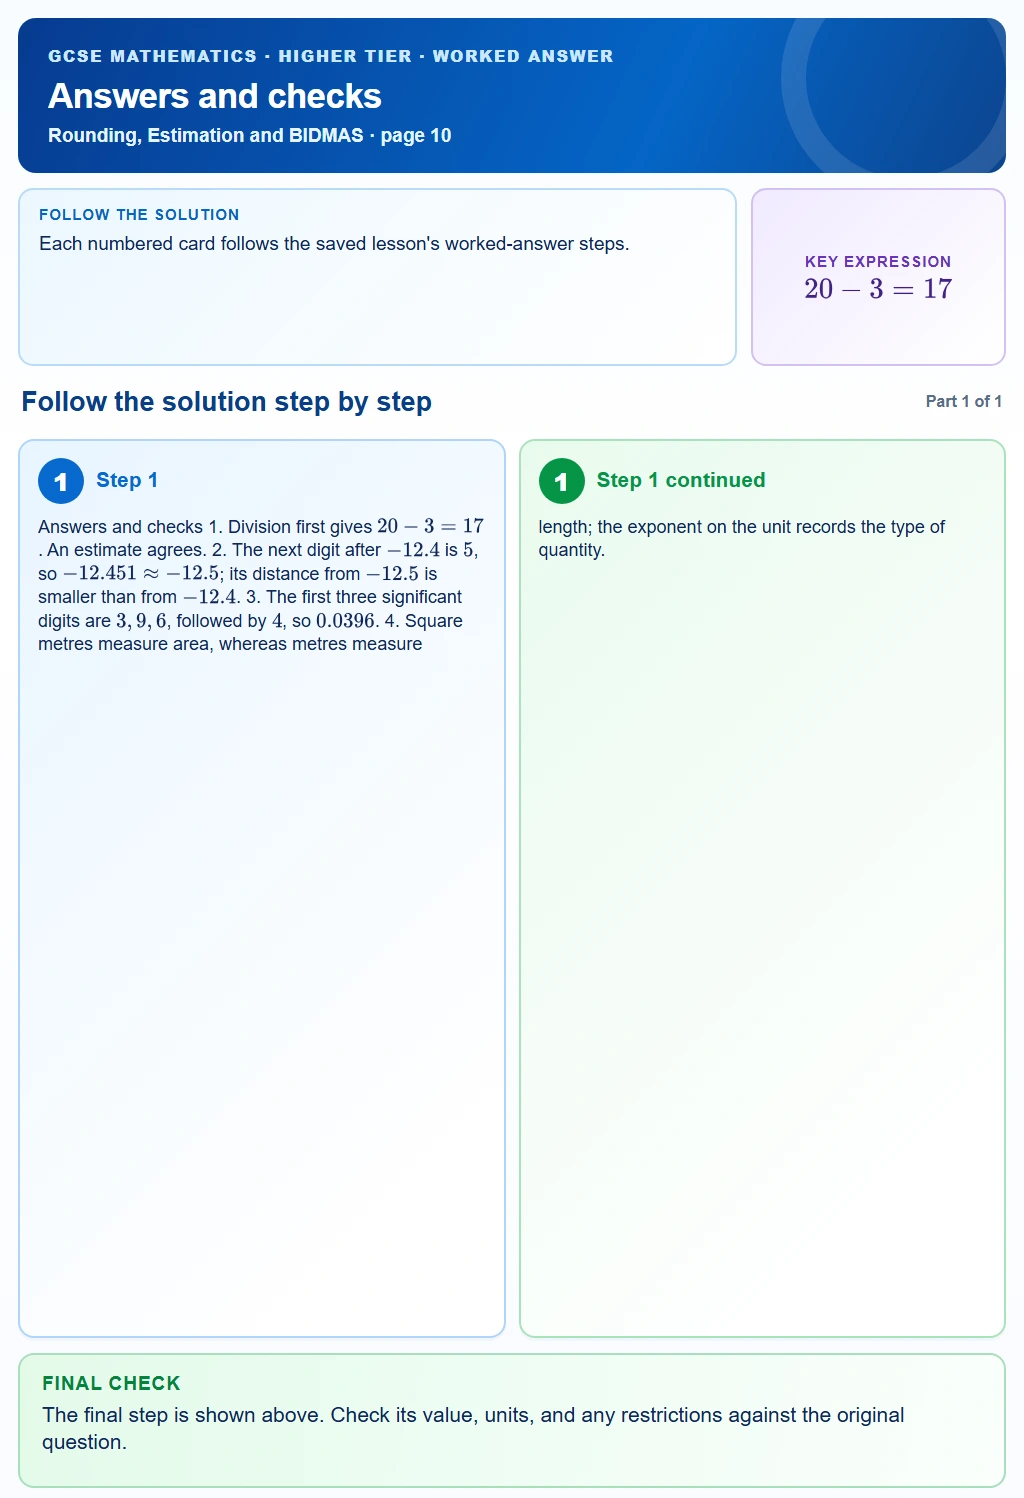 GCSE MATHEMATICS · HIGHER TIER · WORKED ANSWER
Answers and checks
Rounding, Estimation and BIDMAS · page 10
FOLLOW THE SOLUTION
Each numbered card follows the saved lesson's worked-answer steps.
KEY EXPRESSION
20 − 3 = 17
Follow the solution step by step
Part 1 of 1
1 Step 1
Answers and checks 1. Division first gives 20 − 3 = 17
. An estimate agrees. 2. The next digit after −12.4 is 5,
so −12.451 ≈ −12.5; its distance from −12.5 is
smaller than from −12.4. 3. The first three significant
digits are 3, 9, 6, followed by 4, so 0.0396. 4. Square
metres measure area, whereas metres measure
1 Step 1 continued
length; the exponent on the unit records the type of
quantity.
FINAL CHECK
The final step is shown above. Check its value, units, and any restrictions against the original
question.